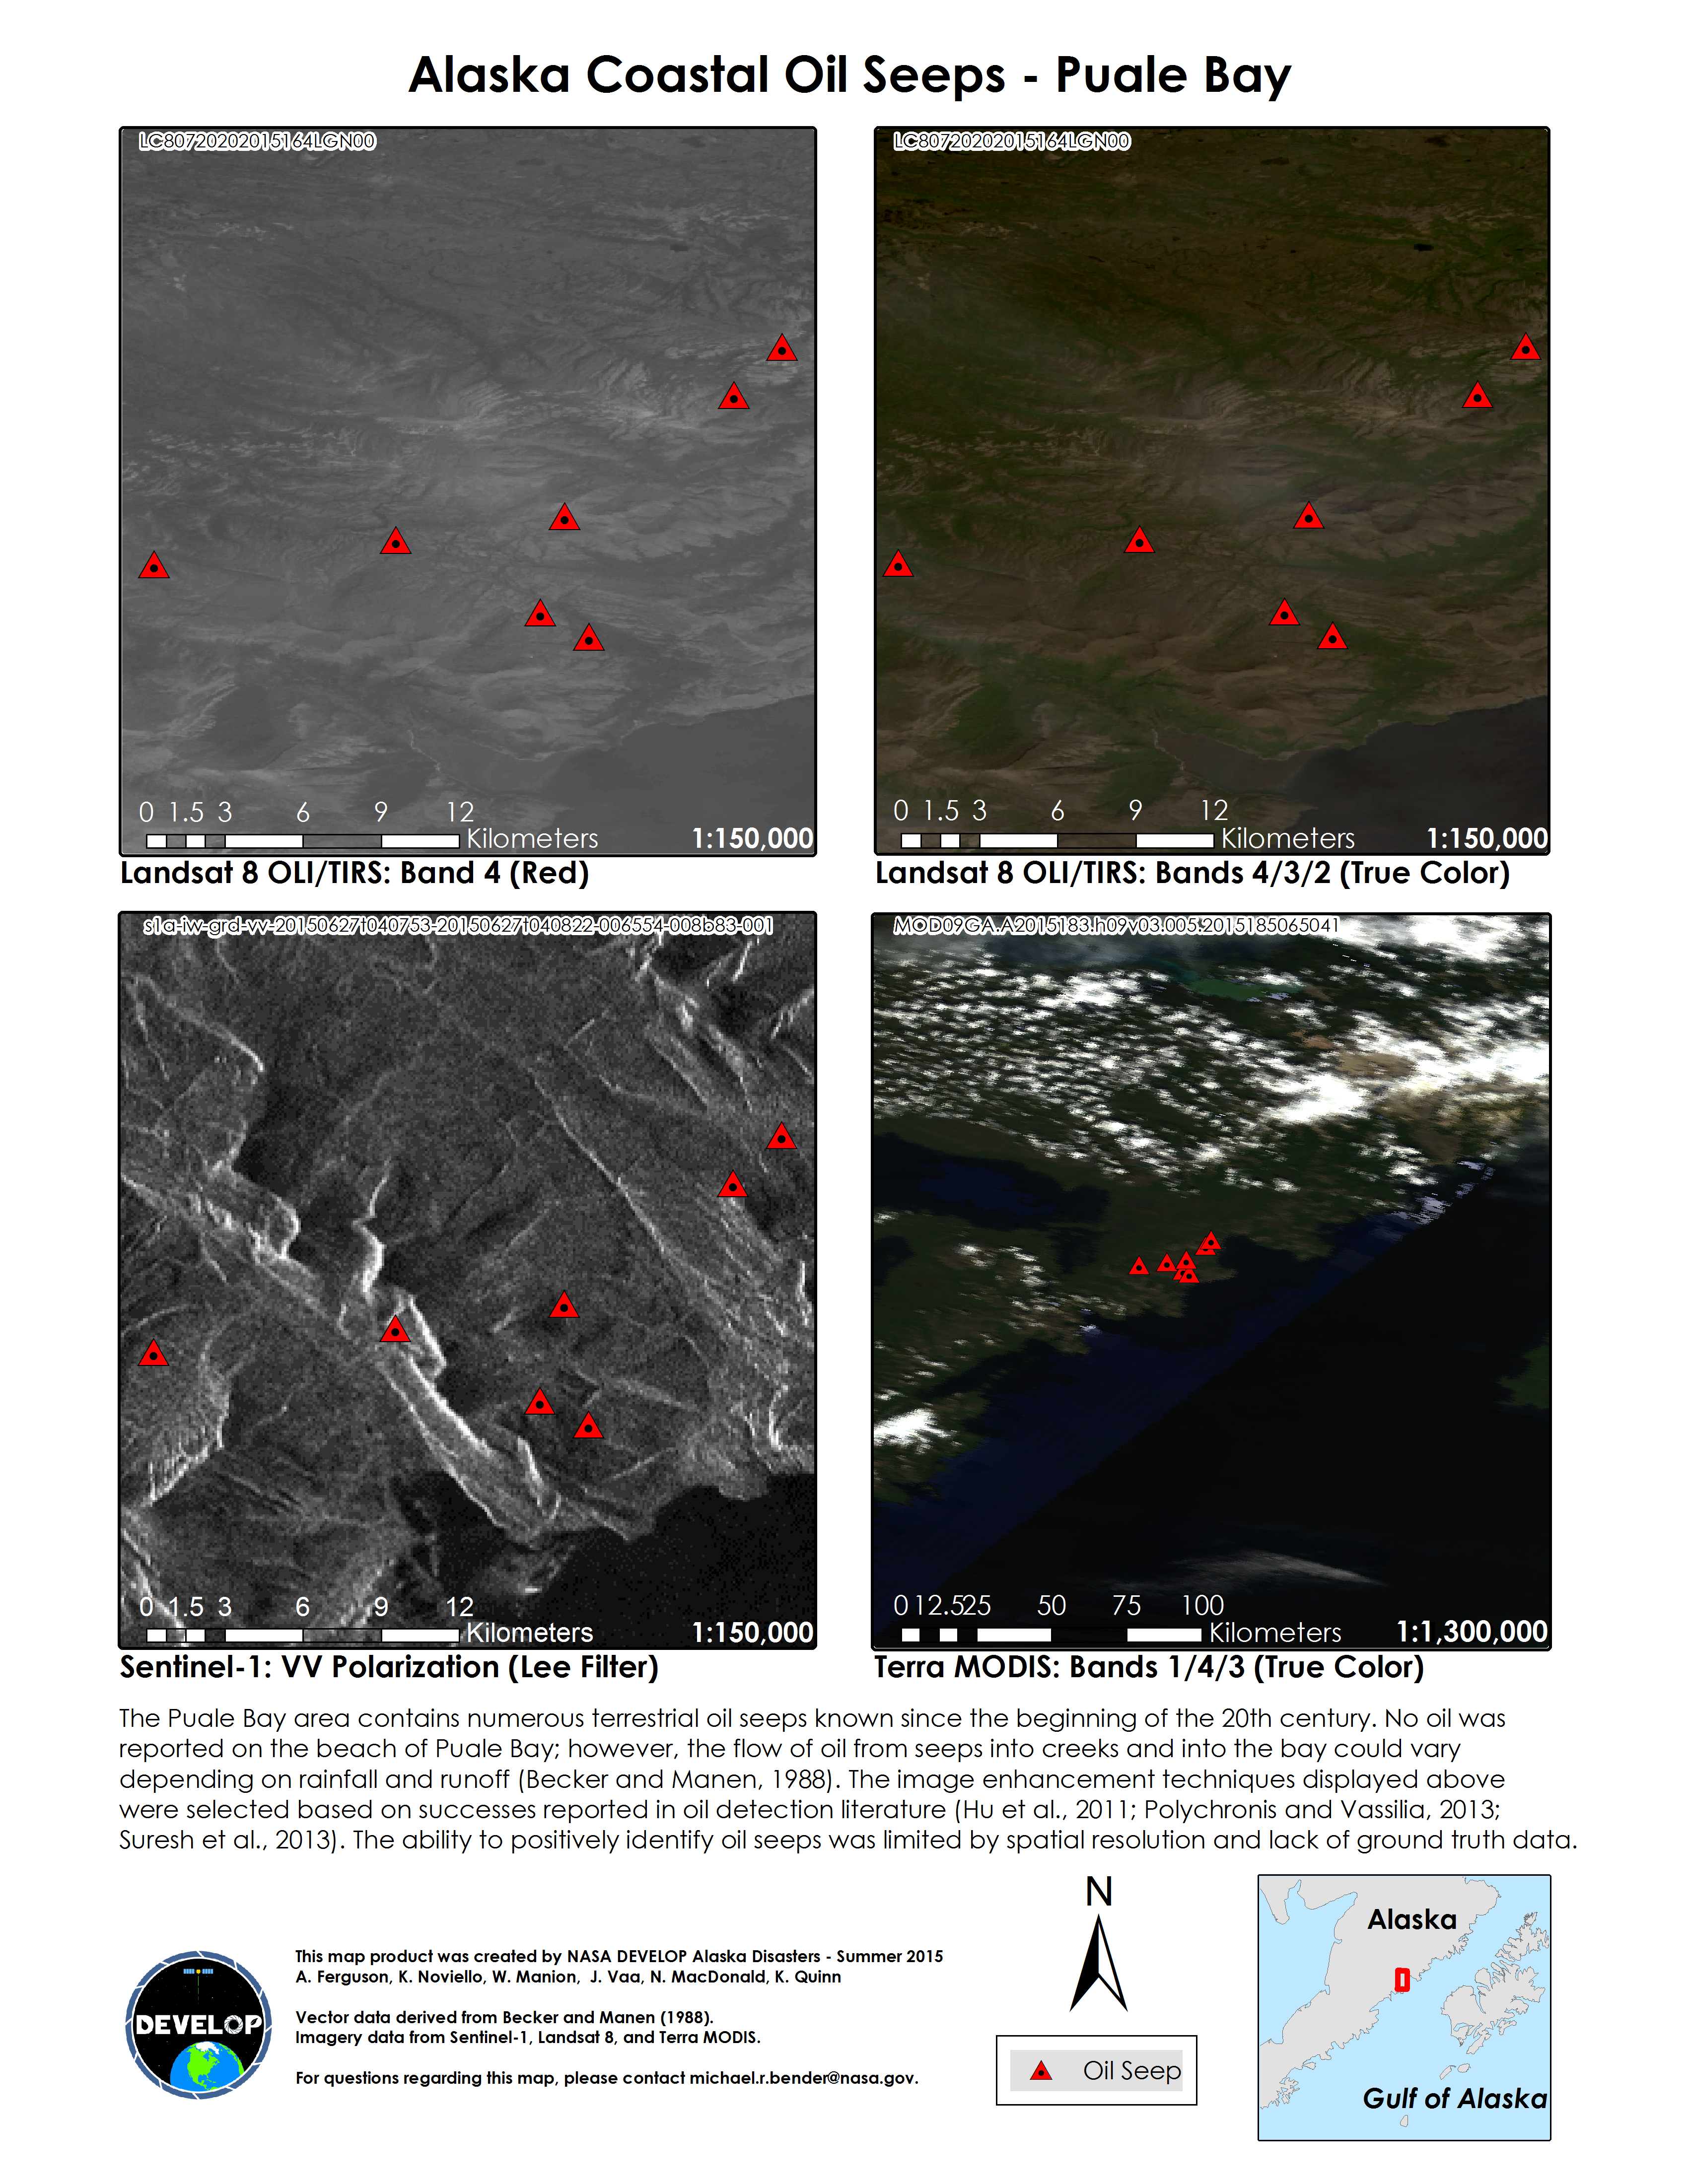 Alaska Coastal Oil Seeps - Puale Bay
LC80720202015164LGN00
0 1.5 3 6 9 12
Kilometers
1:150,000
Landsat 8 OLI/TIRS: Band 4 (Red)
LC80720202015164LGN00
0 1.5 3 6 9 12
Kilometers
1:150,000
Landsat 8 OLI/TIRS: Bands 4/3/2 (True Color)
s1a-iw-grd-vv-20150627t040753-20150627t040822-006554-008b83-001
0 1.5 3 6 9 12
Kilometers
1:150,000
Sentinel-1: VV Polarization (Lee Filter)
MOD09GA.A2015183.h09v03.005.2015185065041
0 12.5 25 50 75 100
Kilometers
1:1,300,000
Terra MODIS: Bands 1/4/3 (True Color)
The Puale Bay area contains numerous terrestrial oil seeps known since the beginning of the 20th century. No oil was
reported on the beach of Puale Bay; however, the flow of oil from seeps into creeks and into the bay could vary
depending on rainfall and runoff (Becker and Manen, 1988). The image enhancement techniques displayed above
were selected based on successes reported in oil detection literature (Hu et al., 2011; Polychronis and Vassilia, 2013;
Suresh et al., 2013). The ability to positively identify oil seeps was limited by spatial resolution and lack of ground truth data.
DEVELOP
This map product was created by NASA DEVELOP Alaska Disasters - Summer 2015
A. Ferguson, K. Noviello, W. Manion, J. Vaa, N. MacDonald, K. Quinn
Vector data derived from Becker and Manen (1988).
Imagery data from Sentinel-1, Landsat 8, and Terra MODIS.
For questions regarding this map, please contact michael.r.bender@nasa.gov.
N
Oil Seep
Alaska
Gulf of Alaska